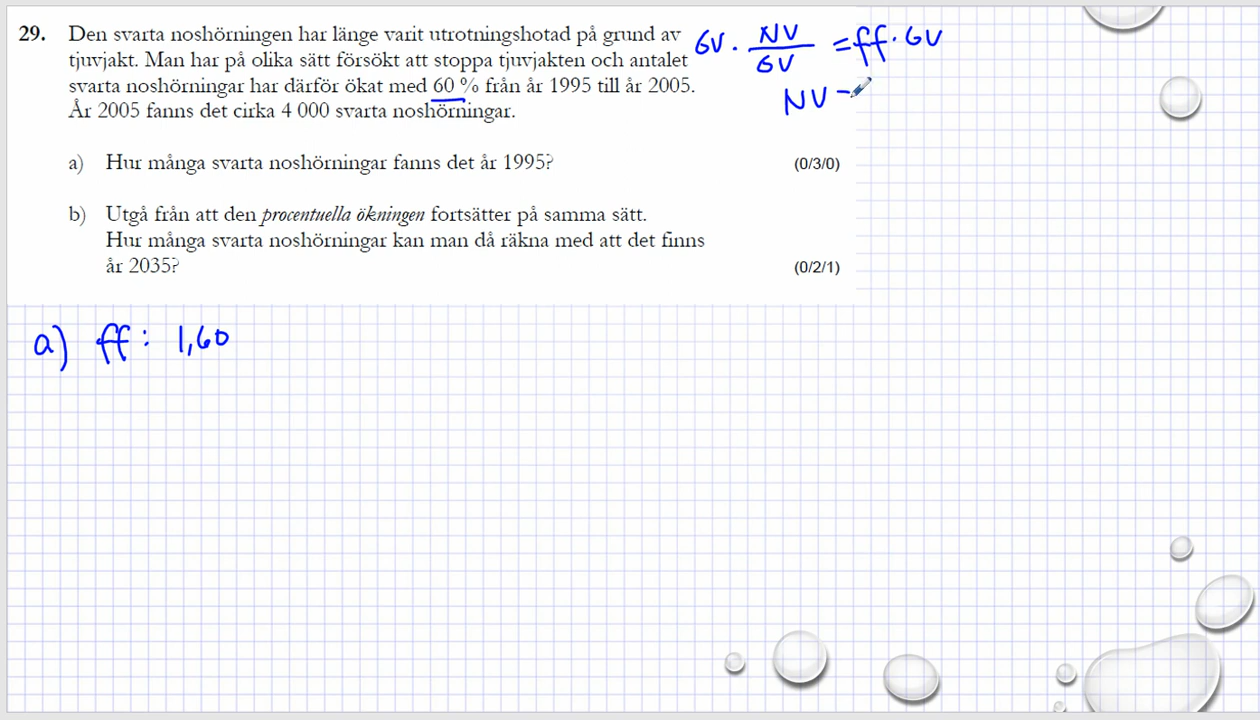 29. Den svarta noshörningen har länge varit utrotningshotad på grund av
tjuvjakt. Man har på olika sätt försökt att stoppa tjuvjakten och antalet
svarta noshörningar har därför ökat med 60 % från år 1995 till år 2005.
År 2005 fanns det cirka 4 000 svarta noshörningar.
GV · NV / GV = ff · GV
NV =
a) Hur många svarta noshörningar fanns det år 1995? (0/3/0)
b) Utgå från att den procentuella ökningen fortsätter på samma sätt.
Hur många svarta noshörningar kan man då räkna med att det finns
år 2035? (0/2/1)
a) ff: 1,60